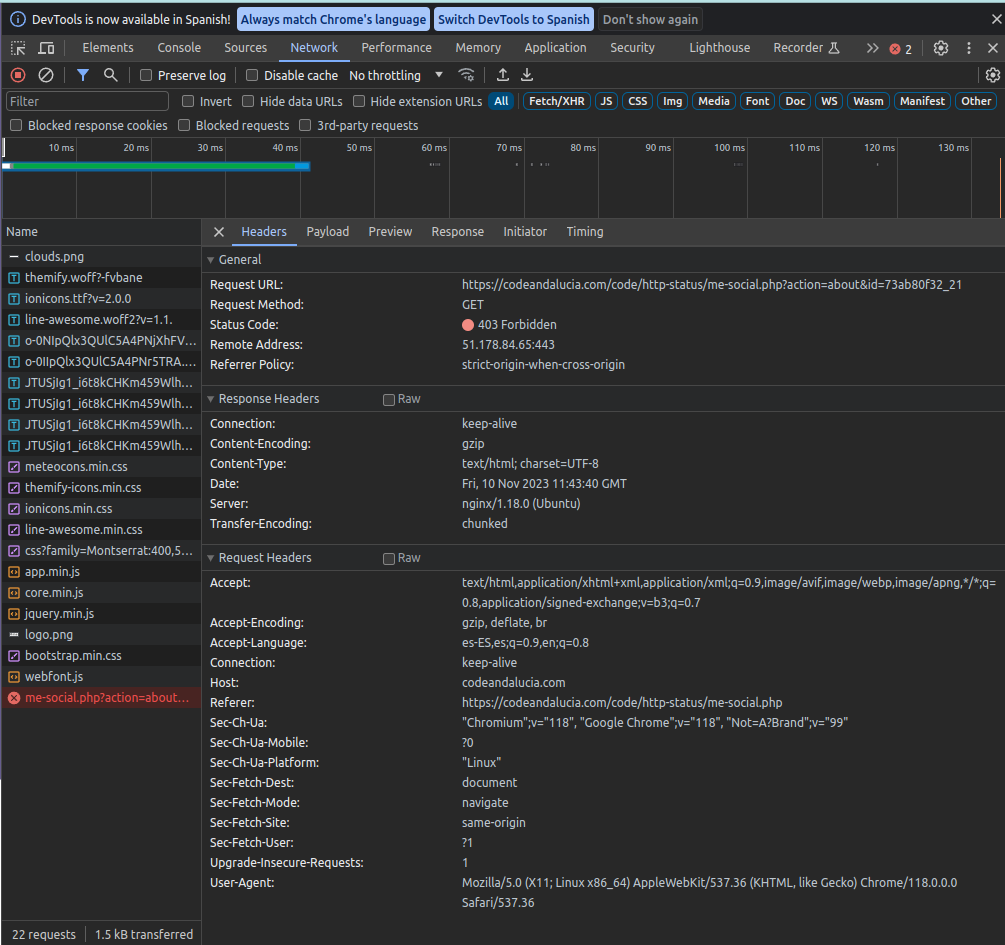 DevTools is now available in Spanish! Always match Chrome's language Switch DevTools to Spanish Don't show again
Elements Console Sources Network Performance Memory Application Security Lighthouse Recorder 2
Preserve log Disable cache No throttling
Filter Invert Hide data URLs Hide extension URLs All Fetch/XHR JS CSS Img Media Font Doc WS Wasm Manifest Other
Blocked response cookies Blocked requests 3rd-party requests
10 ms 20 ms 30 ms 40 ms 50 ms 60 ms 70 ms 80 ms 90 ms 100 ms 110 ms 120 ms 130 ms
Name
clouds.png
themify.woff?-fvbane
ionicons.ttf?v=2.0.0
line-awesome.woff2?v=1.1.
o-0NIpQlx3QUlC5A4PNjXhFV...
o-0IIpQlx3QUlC5A4PNr5TRA....
JTUSjIg1_i6t8kCHKm459Wlh...
JTUSjIg1_i6t8kCHKm459Wlh...
JTUSjIg1_i6t8kCHKm459Wlh...
JTUSjIg1_i6t8kCHKm459Wlh...
meteocons.min.css
themify-icons.min.css
ionicons.min.css
line-awesome.min.css
css?family=Montserrat:400,5...
app.min.js
core.min.js
jquery.min.js
logo.png
bootstrap.min.css
webfont.js
me-social.php?action=about...
22 requests 1.5 kB transferred
Headers Payload Preview Response Initiator Timing
General
Request URL: https://codeandalucia.com/code/http-status/me-social.php?action=about&id=73ab80f32_21
Request Method: GET
Status Code: 403 Forbidden
Remote Address: 51.178.84.65:443
Referrer Policy: strict-origin-when-cross-origin
Response Headers Raw
Connection: keep-alive
Content-Encoding: gzip
Content-Type: text/html; charset=UTF-8
Date: Fri, 10 Nov 2023 11:43:40 GMT
Server: nginx/1.18.0 (Ubuntu)
Transfer-Encoding: chunked
Request Headers Raw
Accept: text/html,application/xhtml+xml,application/xml;q=0.9,image/avif,image/webp,image/apng,*/*;q=
0.8,application/signed-exchange;v=b3;q=0.7
Accept-Encoding: gzip, deflate, br
Accept-Language: es-ES,es;q=0.9,en;q=0.8
Connection: keep-alive
Host: codeandalucia.com
Referer: https://codeandalucia.com/code/http-status/me-social.php
Sec-Ch-Ua: "Chromium";v="118", "Google Chrome";v="118", "Not=A?Brand";v="99"
Sec-Ch-Ua-Mobile: ?0
Sec-Ch-Ua-Platform: "Linux"
Sec-Fetch-Dest: document
Sec-Fetch-Mode: navigate
Sec-Fetch-Site: same-origin
Sec-Fetch-User: ?1
Upgrade-Insecure-Requests: 1
User-Agent: Mozilla/5.0 (X11; Linux x86_64) AppleWebKit/537.36 (KHTML, like Gecko) Chrome/118.0.0.0
Safari/537.36